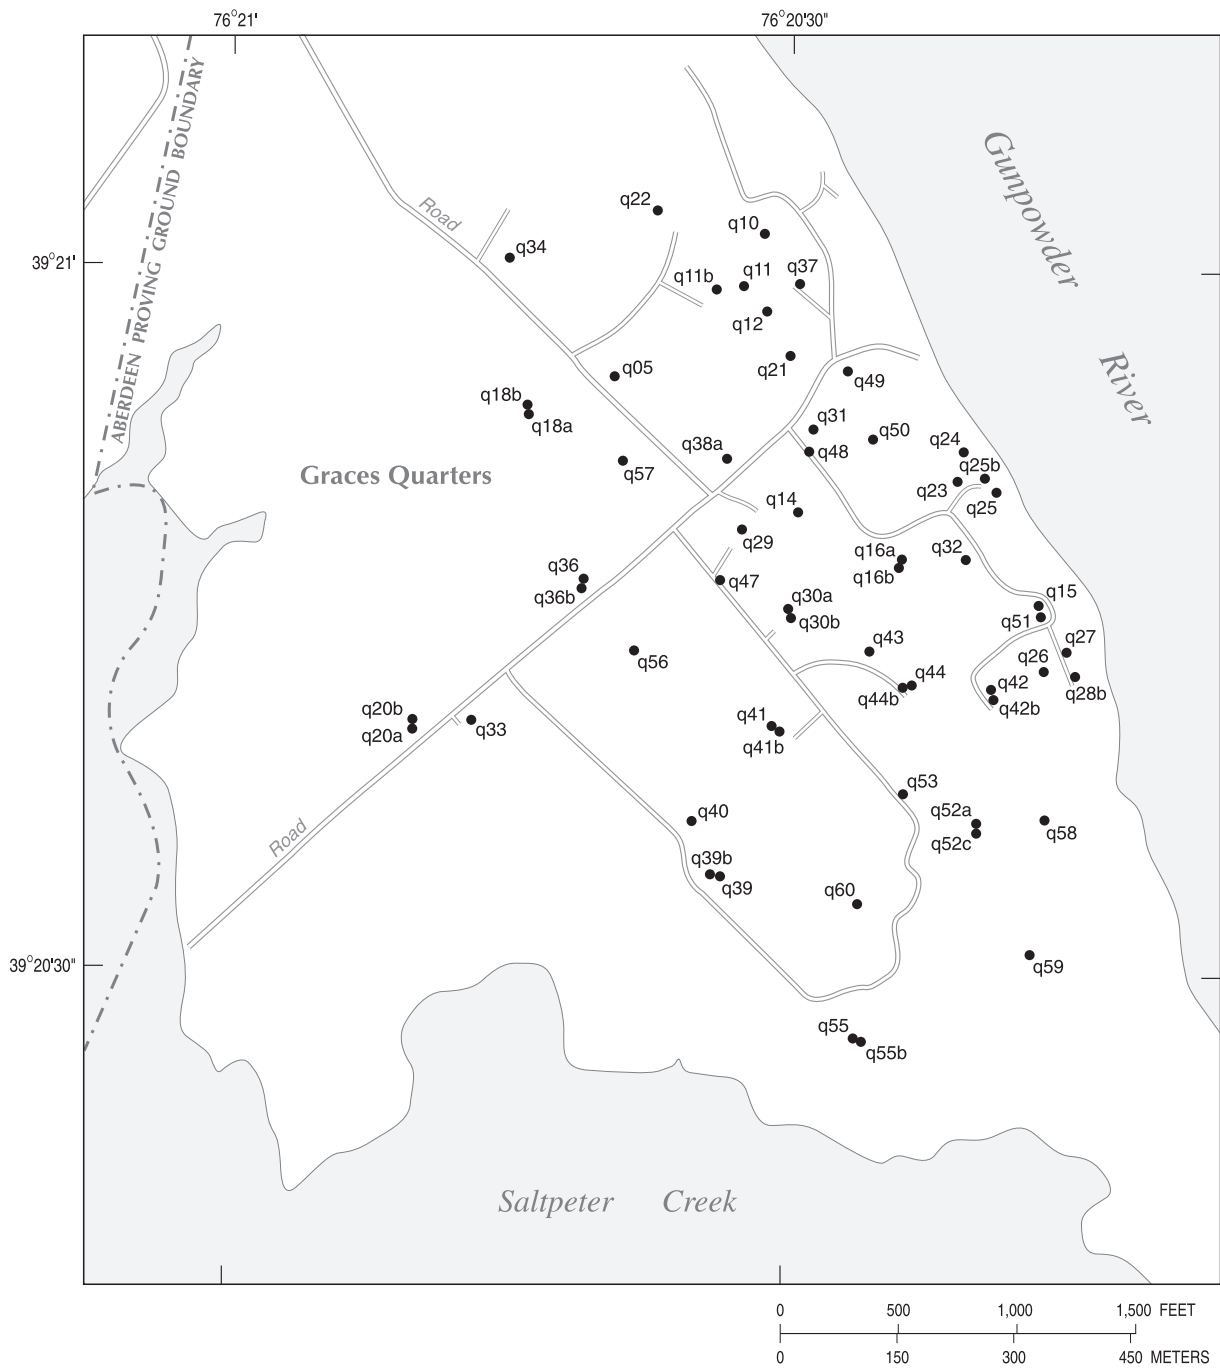 76°21'
76°20'30"
ABERDEEN PROVING GROUND BOUNDARY
Gunpowder
River
Road
q22
q10
q34
39°21'
q11b
q11
q37
q12
q21
q05
q49
q18b
q18a
q31
q50
q38a
q48
q24
q57
q25b
q23
q25
Graces Quarters
q14
q29
q16a
q32
q16b
q36
q47
q36b
q30a
q15
q30b
q51
q43
q27
q56
q26
q44
q42
q28b
q44b
q42b
q20b
q41
q33
q20a
q41b
q53
q40
q52a
q58
q52c
Road
q39b
q39
q60
39°20'30"
q59
q55
q55b
Saltpeter Creek
0 500 1,000 1,500 FEET
0 150 300 450 METERS